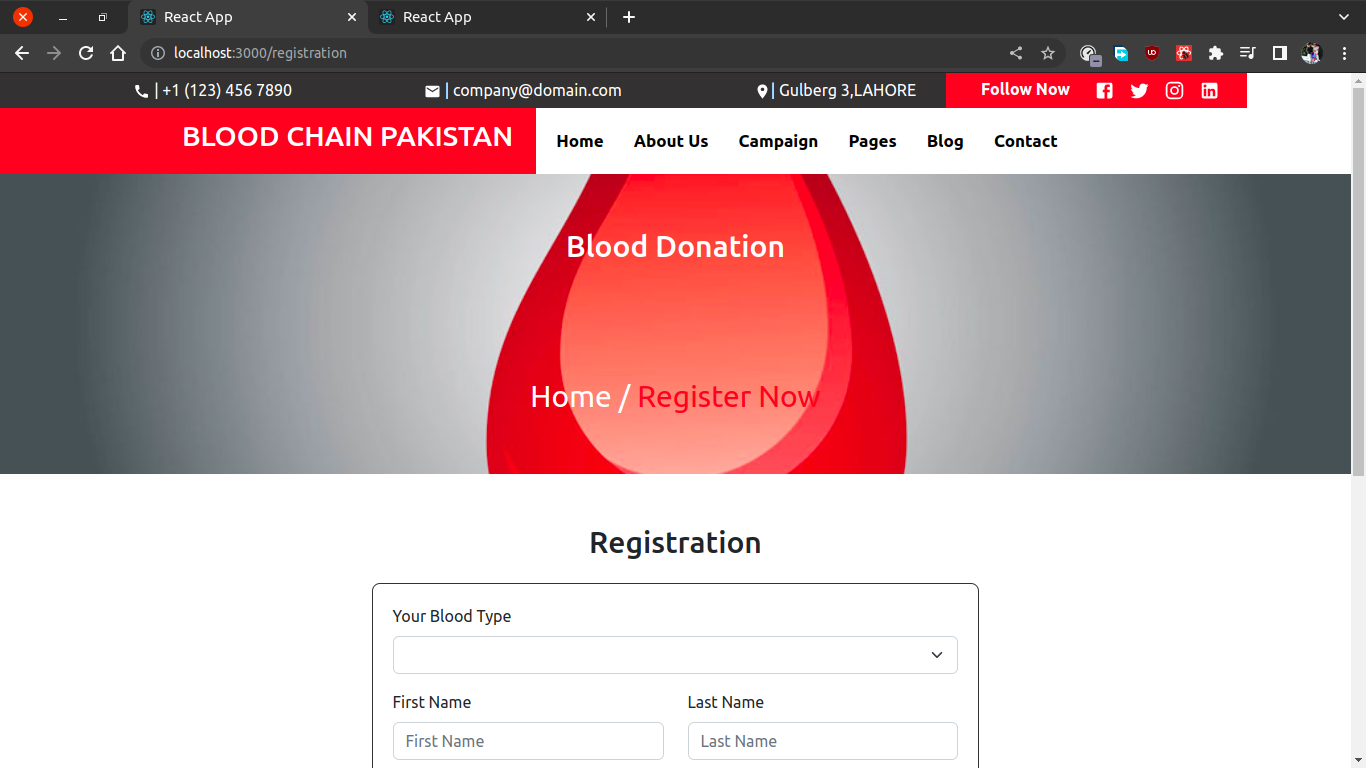 React App
React App
localhost:3000/registration
| +1 (123) 456 7890
| company@domain.com
| Gulberg 3,LAHORE
Follow Now
BLOOD CHAIN PAKISTAN
Home
About Us
Campaign
Pages
Blog
Contact
Blood Donation
Home / Register Now
Registration
Your Blood Type
First Name
Last Name
First Name
Last Name